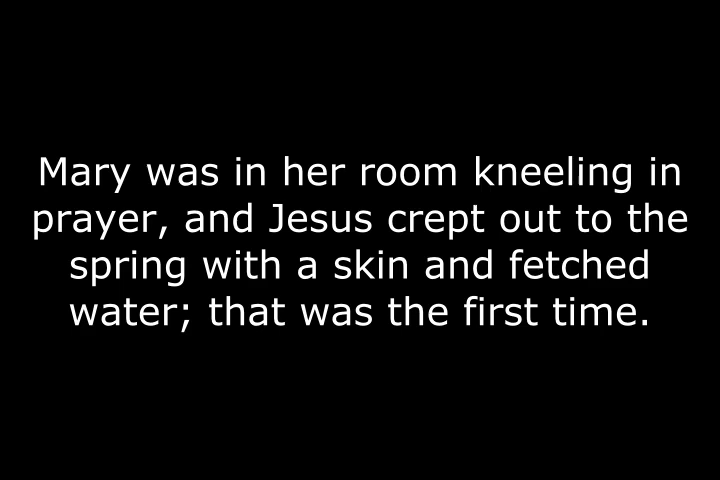 Mary was in her room kneeling in
prayer, and Jesus crept out to the
spring with a skin and fetched
water; that was the first time.